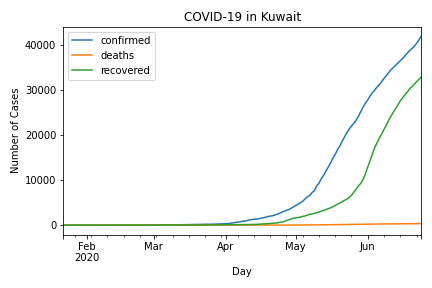 COVID-19 in Kuwait
confirmed
deaths
recovered
Number of Cases
40000
30000
20000
10000
0
Feb
2020
Mar
Apr
May
Jun
Day